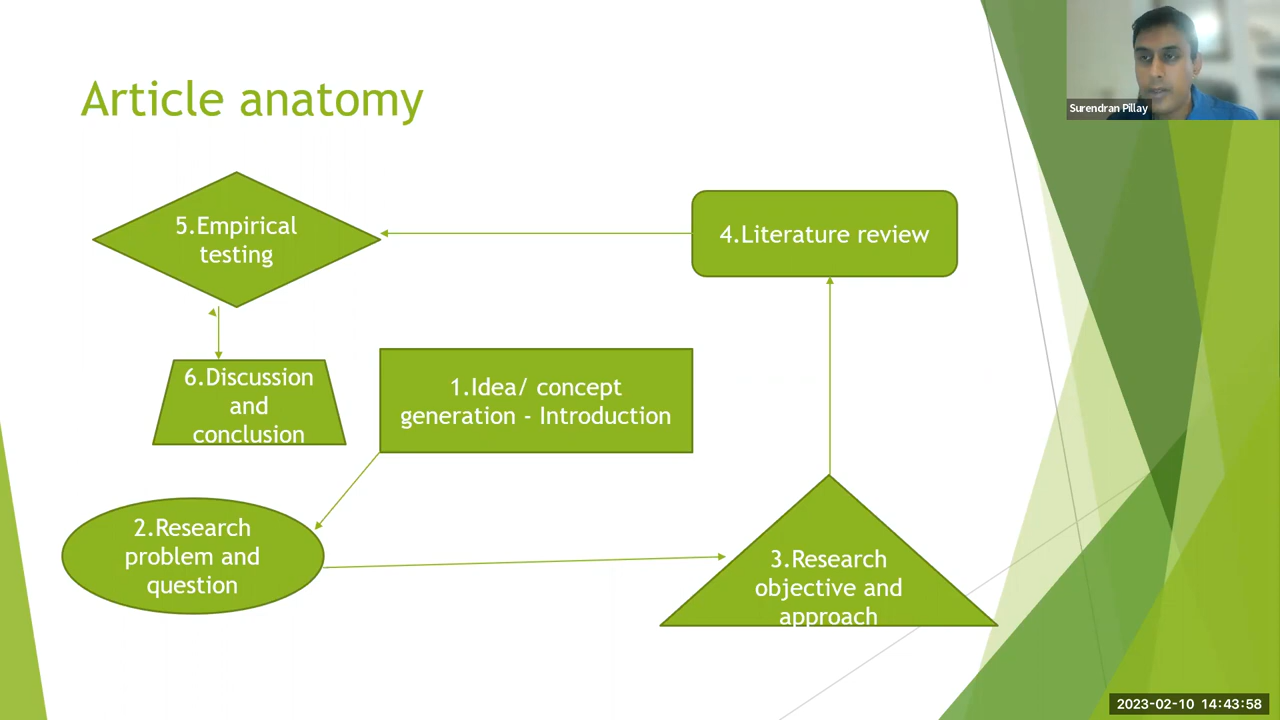 Article anatomy
Surendran Pillay
5.Empirical
testing
4.Literature review
6.Discussion
and
conclusion
1.Idea/ concept
generation - Introduction
2.Research
problem and
question
3.Research
objective and
approach
2023-02-10 14:43:58